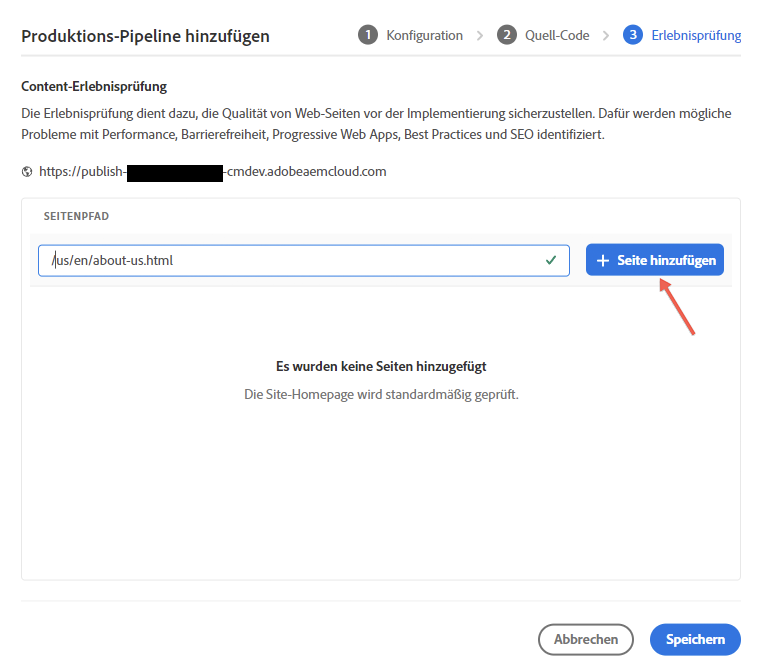 Produktions-Pipeline hinzufügen
1 Konfiguration
2 Quell-Code
3 Erlebnisprüfung
Content-Erlebnisprüfung
Die Erlebnisprüfung dient dazu, die Qualität von Web-Seiten vor der Implementierung sicherzustellen. Dafür werden mögliche
Probleme mit Performance, Barrierefreiheit, Progressive Web Apps, Best Practices und SEO identifiziert.
https://publish- -cmdev.adobeaemcloud.com
SEITENPFAD
/us/en/about-us.html
+ Seite hinzufügen
Es wurden keine Seiten hinzugefügt
Die Site-Homepage wird standardmäßig geprüft.
Abbrechen
Speichern